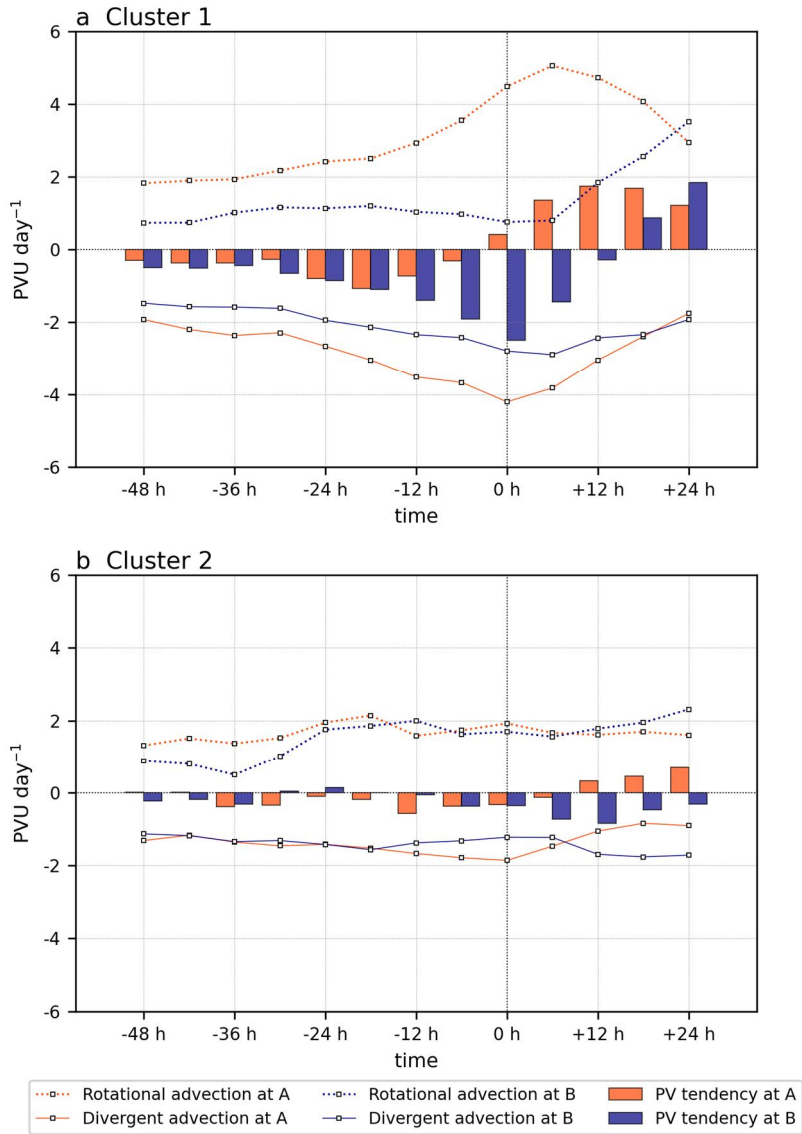 a Cluster 1
6
4
2
0
-2
-4
-6
PVU day⁻¹
-48 h -36 h -24 h -12 h 0 h +12 h +24 h
time
b Cluster 2
6
4
2
0
-2
-4
-6
PVU day⁻¹
-48 h -36 h -24 h -12 h 0 h +12 h +24 h
time
Rotational advection at A Rotational advection at B PV tendency at A
Divergent advection at A Divergent advection at B PV tendency at B